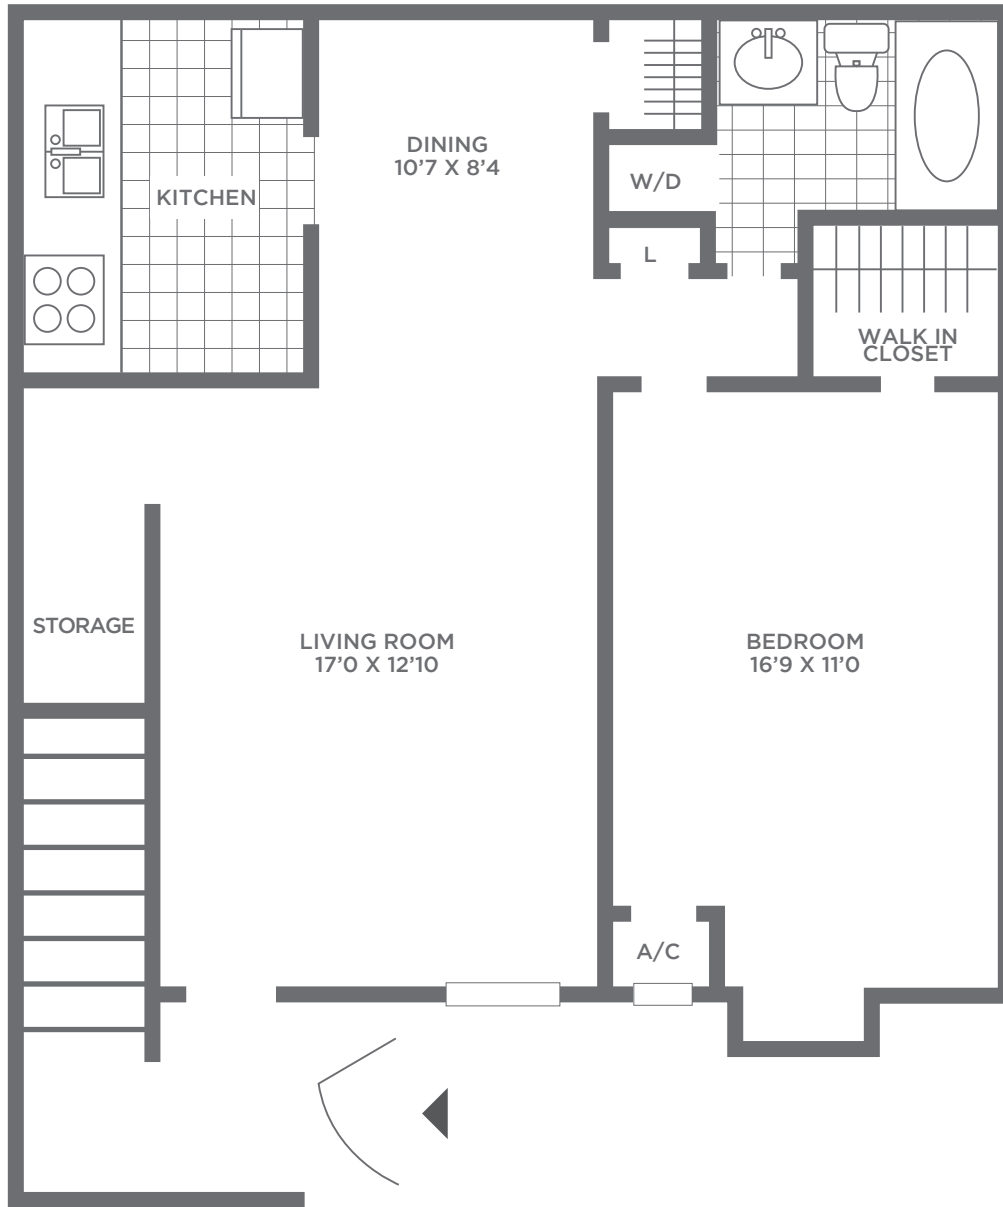 DINING
10’7 X 8’4
KITCHEN
W/D
L
WALK IN
CLOSET
STORAGE
LIVING ROOM
17’0 X 12’10
BEDROOM
16’9 X 11’0
A/C